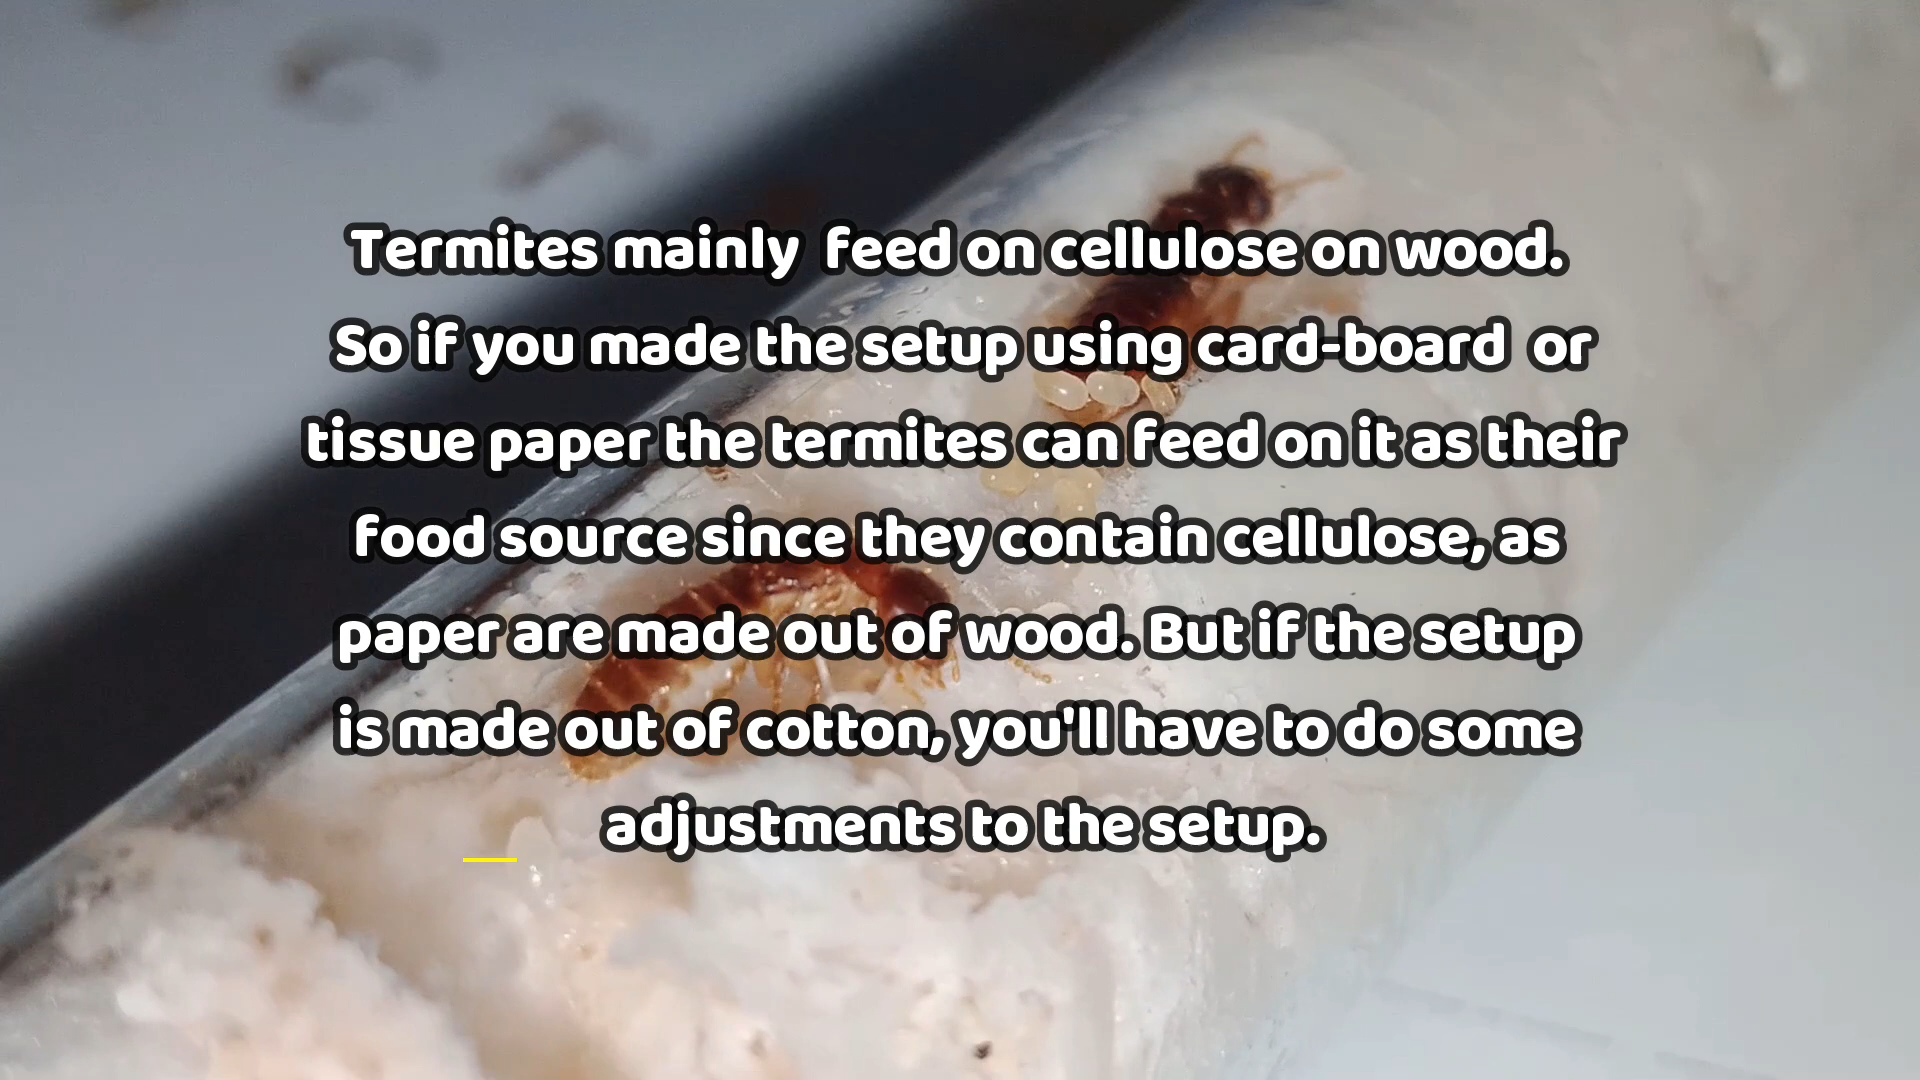 Termites mainly feed on cellulose on wood.
So if you made the setup using card-board or
tissue paper the termites can feed on it as their
food source since they contain cellulose, as
paper are made out of wood. But if the setup
is made out of cotton, you'll have to do some
adjustments to the setup.